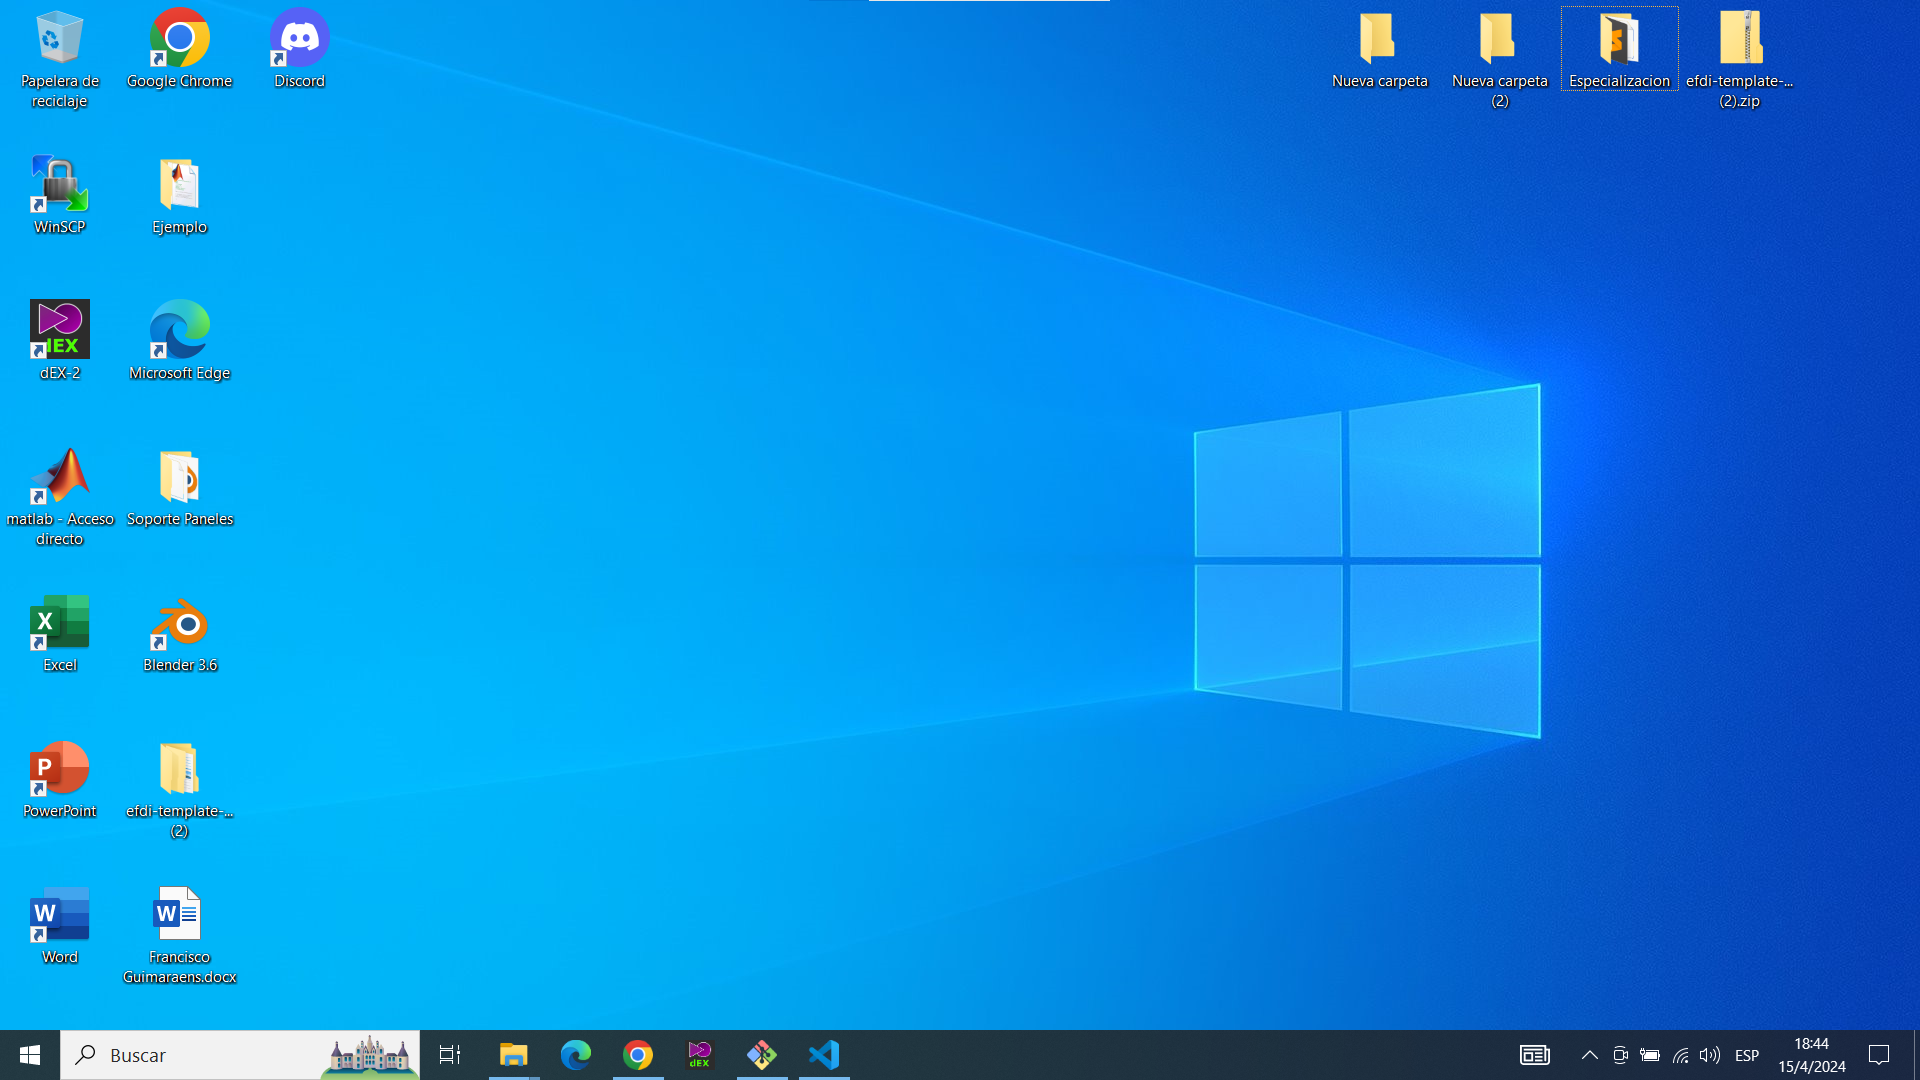 Papelera de
reciclaje
Google Chrome
Discord
Nueva carpeta
Nueva carpeta
(2)
Especializacion
efdi-template-...
(2).zip
WinSCP
Ejemplo
dEX
dEX-2
Microsoft Edge
matlab - Acceso
directo
Soporte Paneles
X
Excel
Blender 3.6
P
PowerPoint
efdi-template-...
(2)
W
Word
W
Francisco
Guimaraens.docx
Buscar
dEX
ESP
18:44
15/4/2024